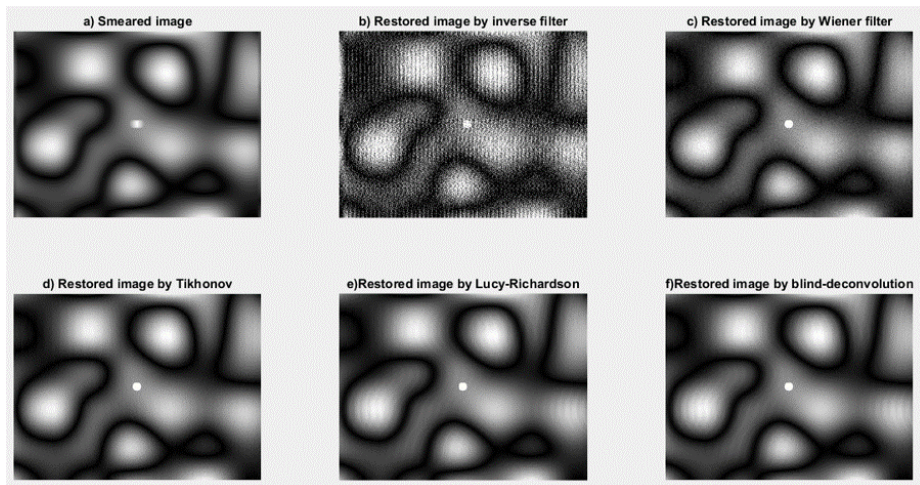 a) Smeared image
b) Restored image by inverse filter
c) Restored image by Wiener filter
d) Restored image by Tikhonov
e)Restored image by Lucy-Richardson
f)Restored image by blind-deconvolution